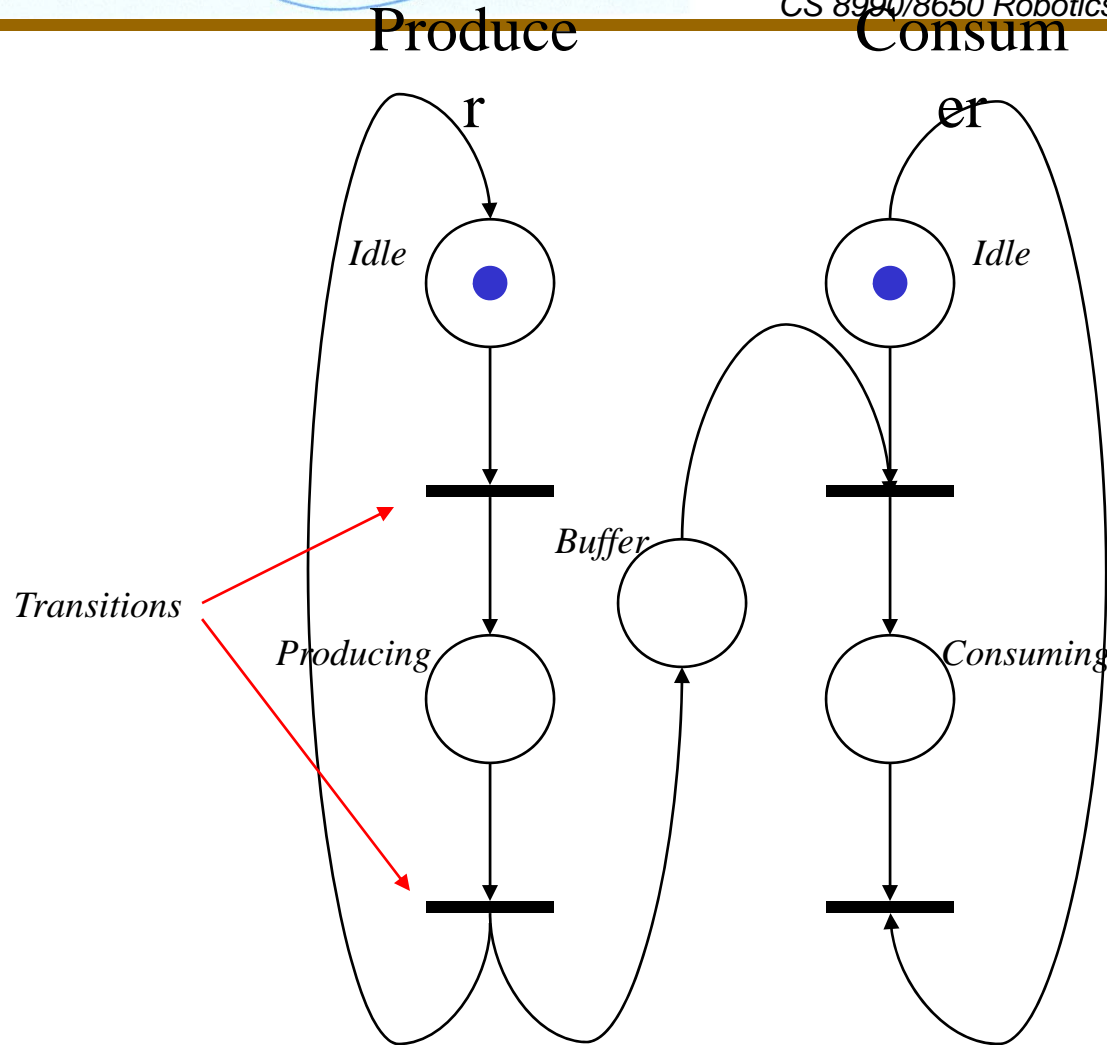 CS 8990/8650 Robotics
Produce
r
Consum
er
Idle
Idle
Buffer
Transitions
Producing
Consuming